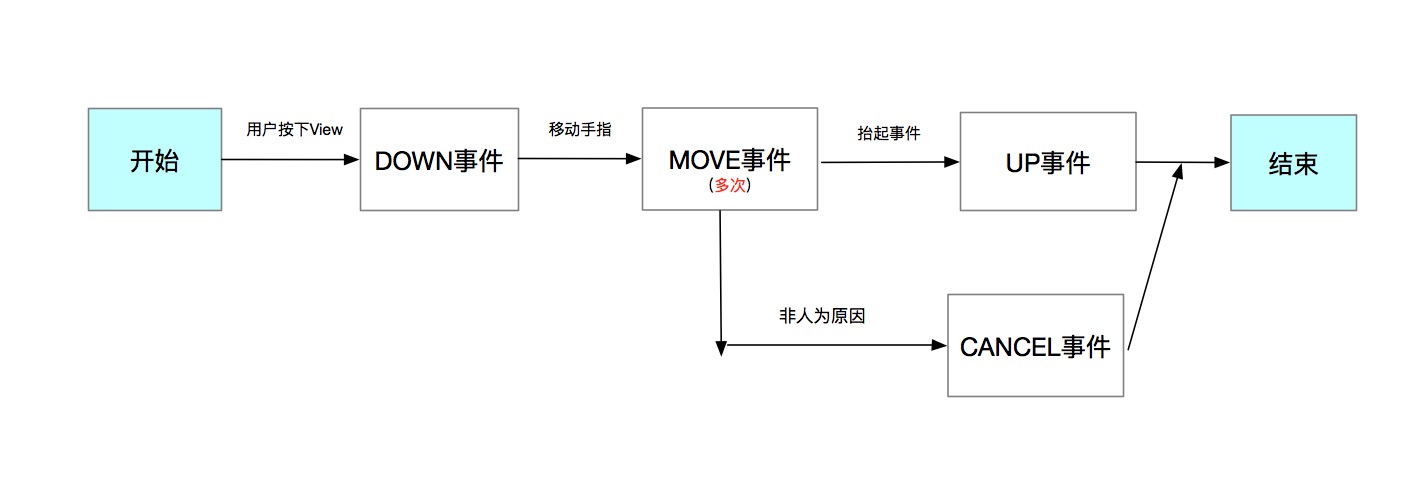 开始
用户按下View
DOWN事件
移动手指
MOVE事件
(多次)
抬起事件
UP事件
结束
非人为原因
CANCEL事件